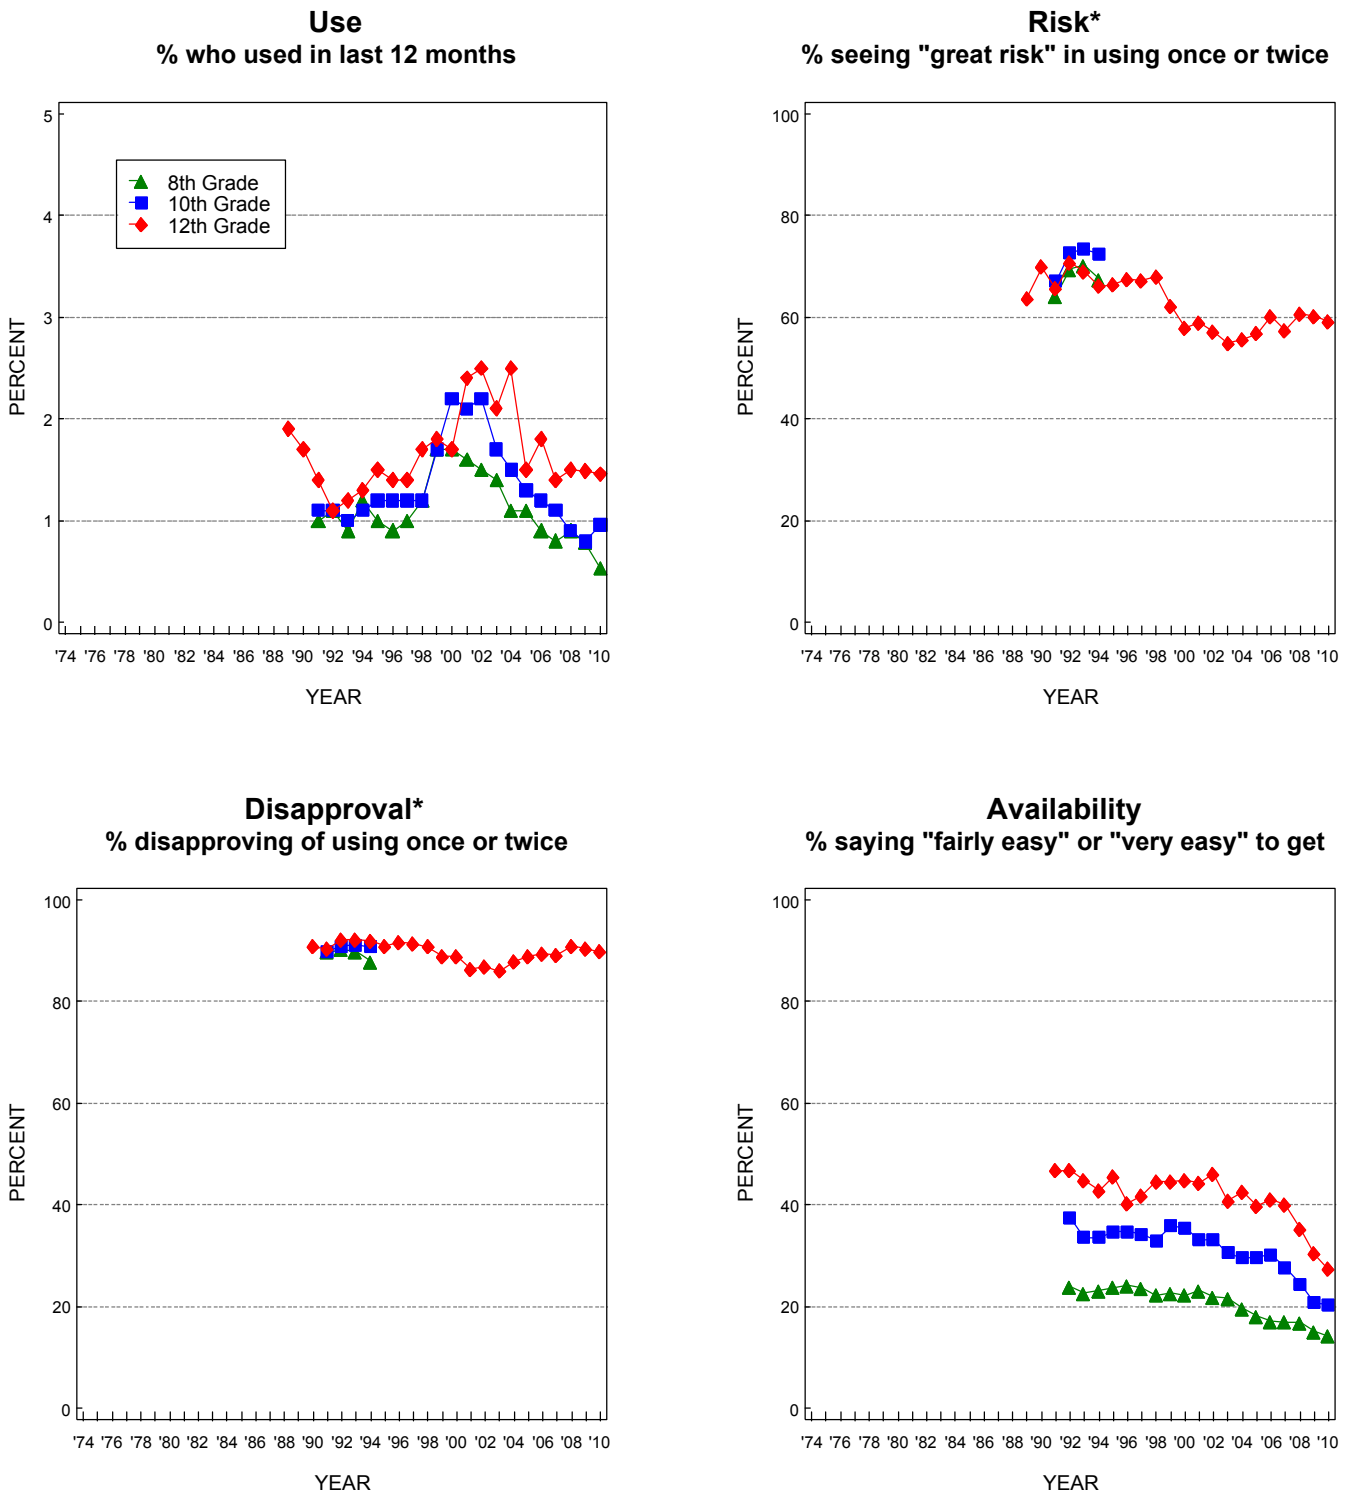 Use
% who used in last 12 months
5
4
3
2
1
0
PERCENT
8th Grade
10th Grade
12th Grade
'74 '76 '78 '80 '82 '84 '86 '88 '90 '92 '94 '96 '98 '00 '02 '04 '06 '08 '10
YEAR
Risk*
% seeing "great risk" in using once or twice
100
80
60
40
20
0
PERCENT
'74 '76 '78 '80 '82 '84 '86 '88 '90 '92 '94 '96 '98 '00 '02 '04 '06 '08 '10
YEAR
Disapproval*
% disapproving of using once or twice
100
80
60
40
20
0
PERCENT
'74 '76 '78 '80 '82 '84 '86 '88 '90 '92 '94 '96 '98 '00 '02 '04 '06 '08 '10
YEAR
Availability
% saying "fairly easy" or "very easy" to get
100
80
60
40
20
0
PERCENT
'74 '76 '78 '80 '82 '84 '86 '88 '90 '92 '94 '96 '98 '00 '02 '04 '06 '08 '10
YEAR